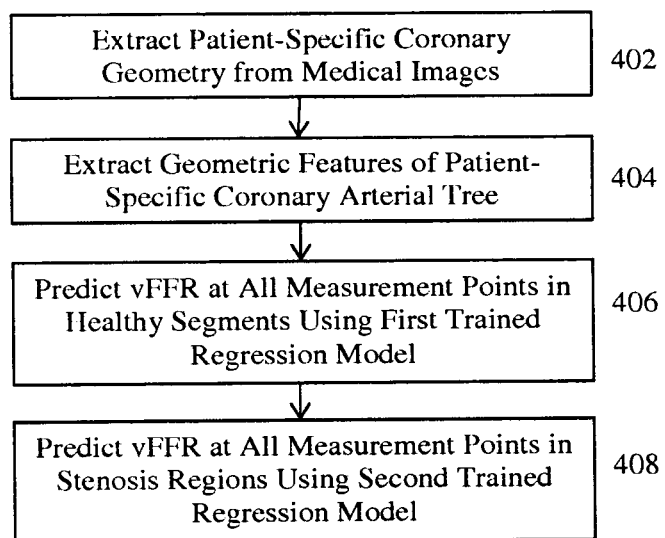 Extract Patient-Specific Coronary
Geometry from Medical Images
402
Extract Geometric Features of Patient-
Specific Coronary Arterial Tree
404
Predict vFFR at All Measurement Points in
Healthy Segments Using First Trained
Regression Model
406
Predict vFFR at All Measurement Points in
Stenosis Regions Using Second Trained
Regression Model
408